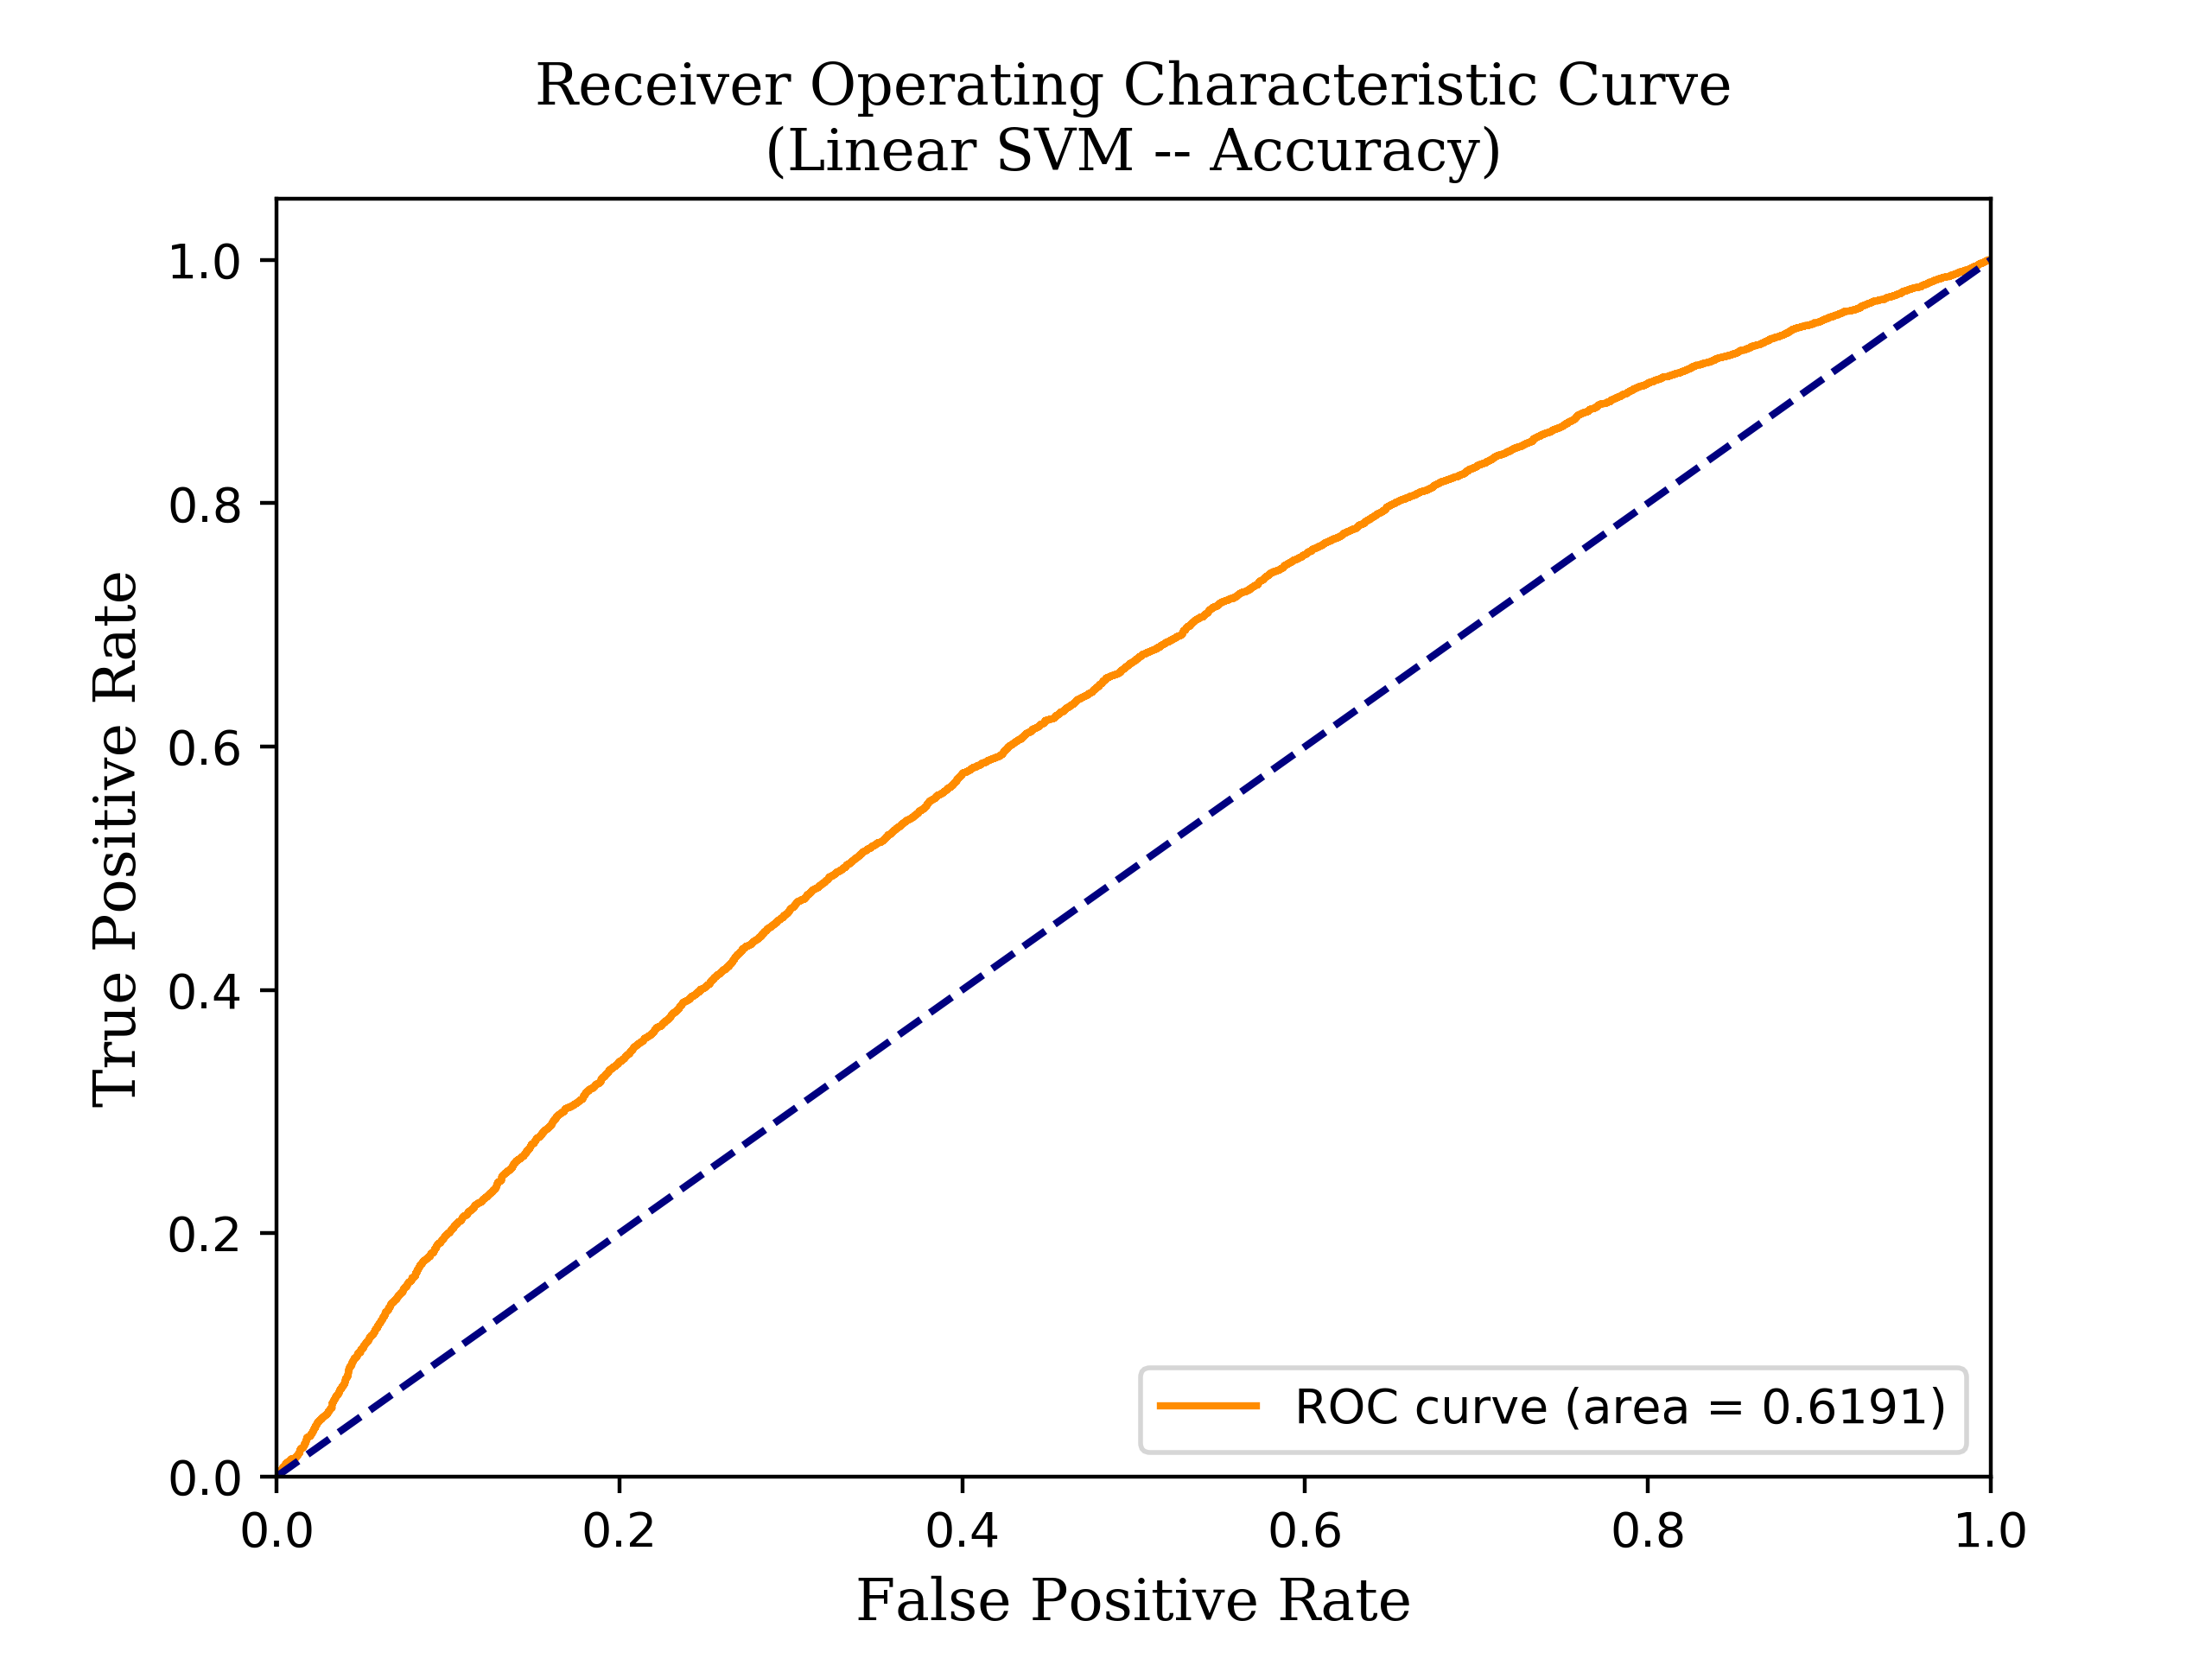 Receiver Operating Characteristic Curve
(Linear SVM -- Accuracy)
1.0
0.8
0.6
0.4
0.2
0.0
True Positive Rate
ROC curve (area = 0.6191)
0.0 0.2 0.4 0.6 0.8 1.0
False Positive Rate